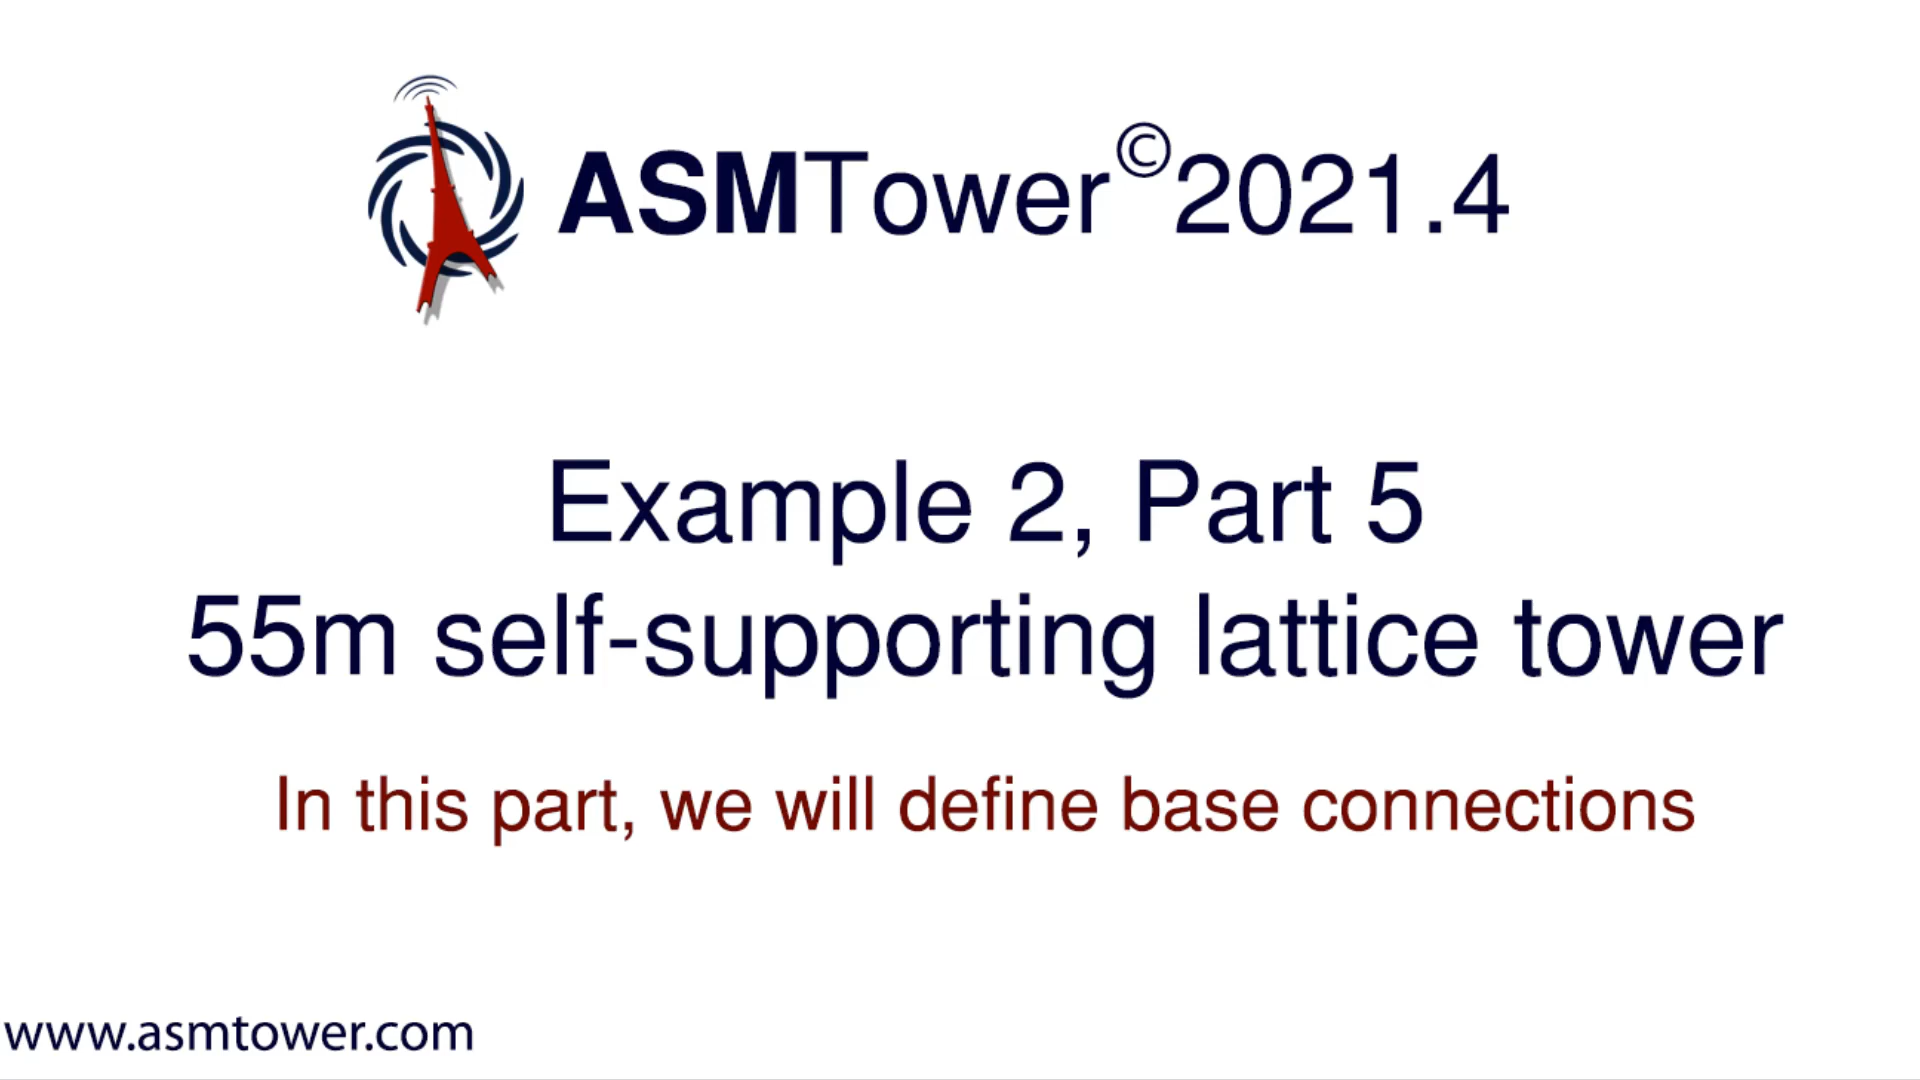 ASMTower©2021.4
Example 2, Part 5
55m self-supporting lattice tower
In this part, we will define base connections
www.asmtower.com